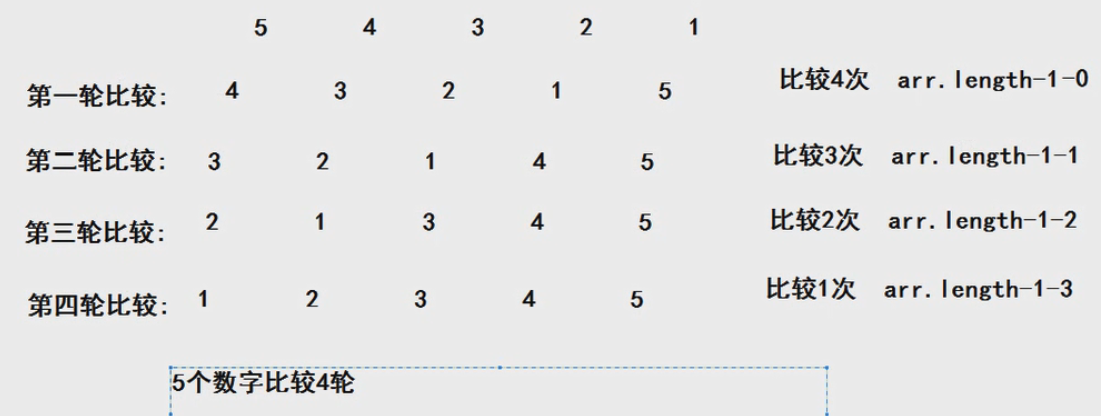 5 4 3 2 1
第一轮比较: 4 3 2 1 5 比较4次 arr.length-1-0
第二轮比较: 3 2 1 4 5 比较3次 arr.length-1-1
第三轮比较: 2 1 3 4 5 比较2次 arr.length-1-2
第四轮比较: 1 2 3 4 5 比较1次 arr.length-1-3
5个数字比较4轮